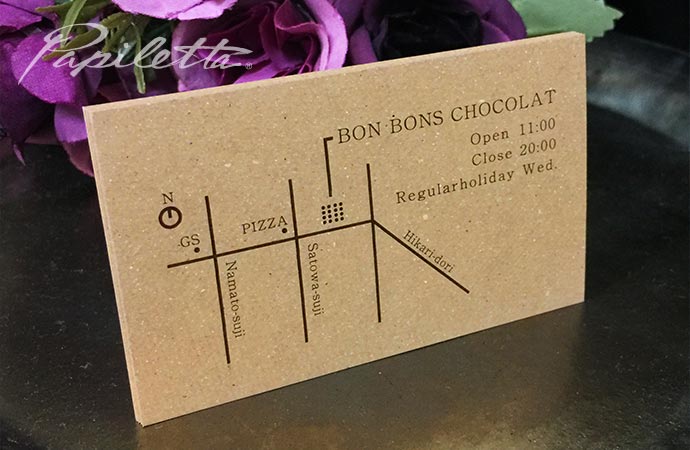 Papiletta®
BON·BONS CHOCOLAT
Open 11:00
Close 20:00
Regularholiday Wed.
N
GS
PIZZA
Namato-suji
Satowa-suji
Hikari-dori